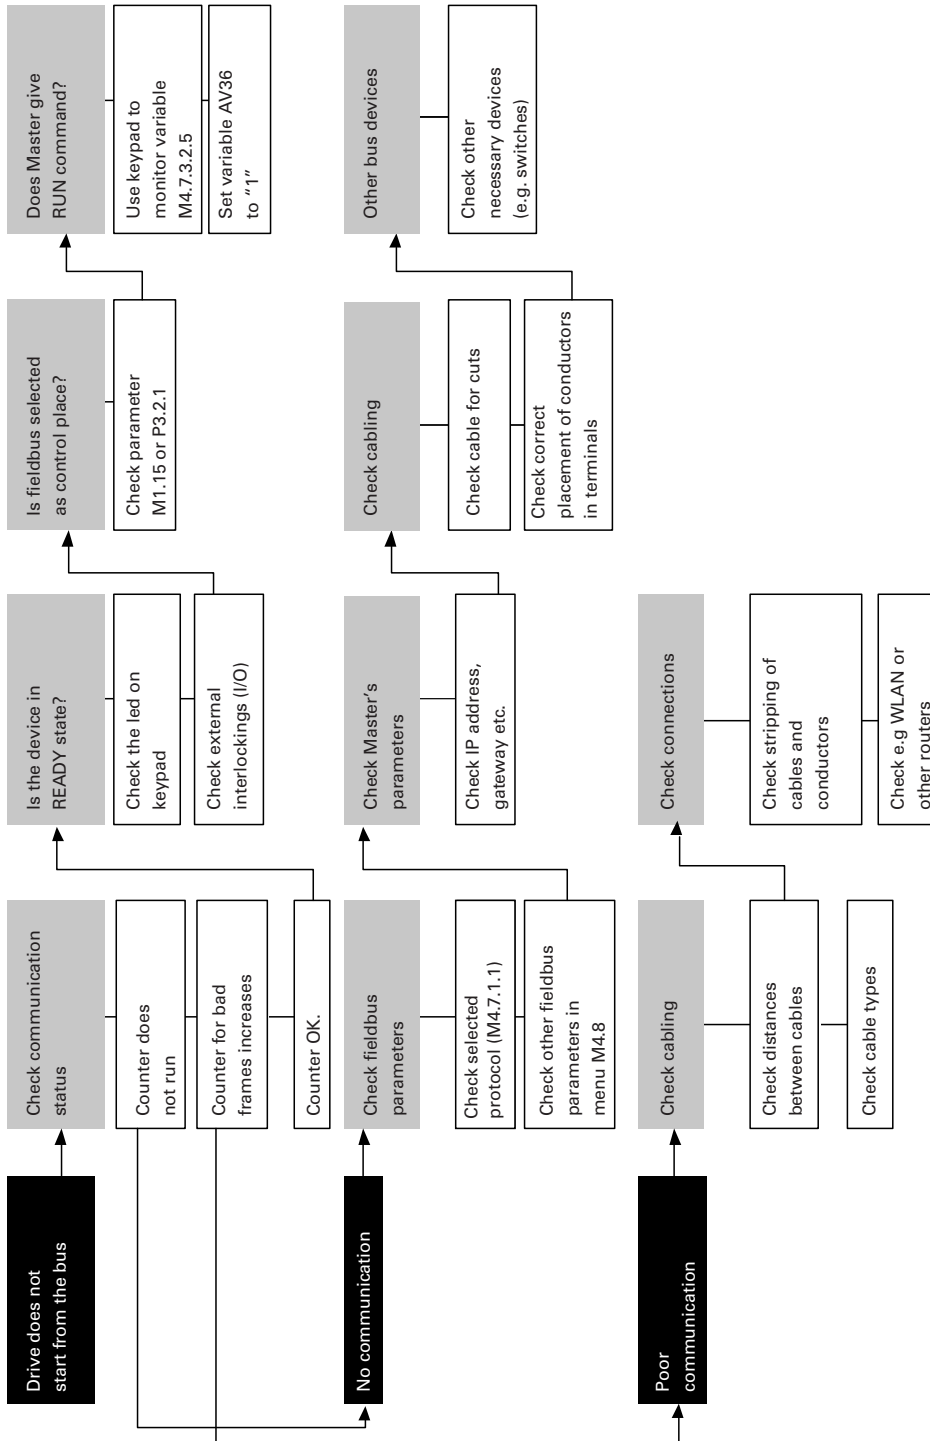 Drive does not
start from the bus
Check communication
status
Counter does
not run
Counter for bad
frames increases
Counter OK.
Is the device in
READY state?
Check the led on
keypad
Check external
interlockings (I/O)
Is fieldbus selected
as control place?
Check parameter
M1.15 or P3.2.1
Does Master give
RUN command?
Use keypad to
monitor variable
M4.7.3.2.5
Set variable AV36
to “1”
No communication
Check fieldbus
parameters
Check selected
protocol (M4.7.1.1)
Check other fieldbus
parameters in
menu M4.8
Check Master's
parameters
Check IP address,
gateway etc.
Check cabling
Check cable for cuts
Check correct
placement of conductors
in terminals
Other bus devices
Check other
necessary devices
(e.g. switches)
Poor
communication
Check cabling
Check distances
between cables
Check cable types
Check connections
Check stripping of
cables and
conductors
Check e.g WLAN or
other routers